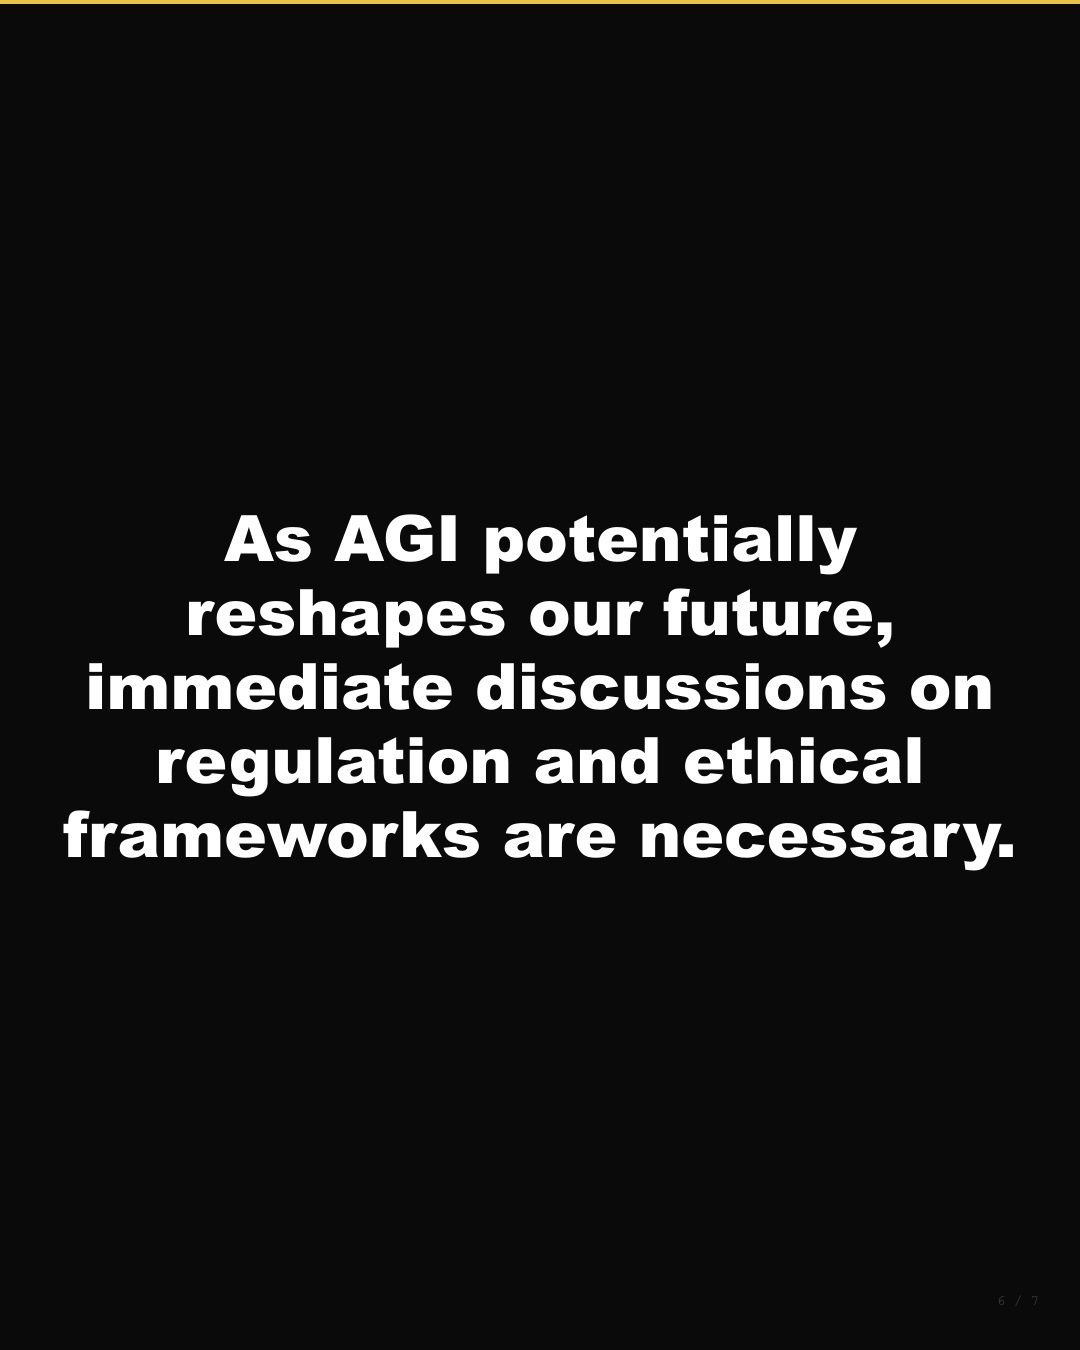 As AGI potentially
reshapes our future,
immediate discussions on
regulation and ethical
frameworks are necessary.
6 / 7